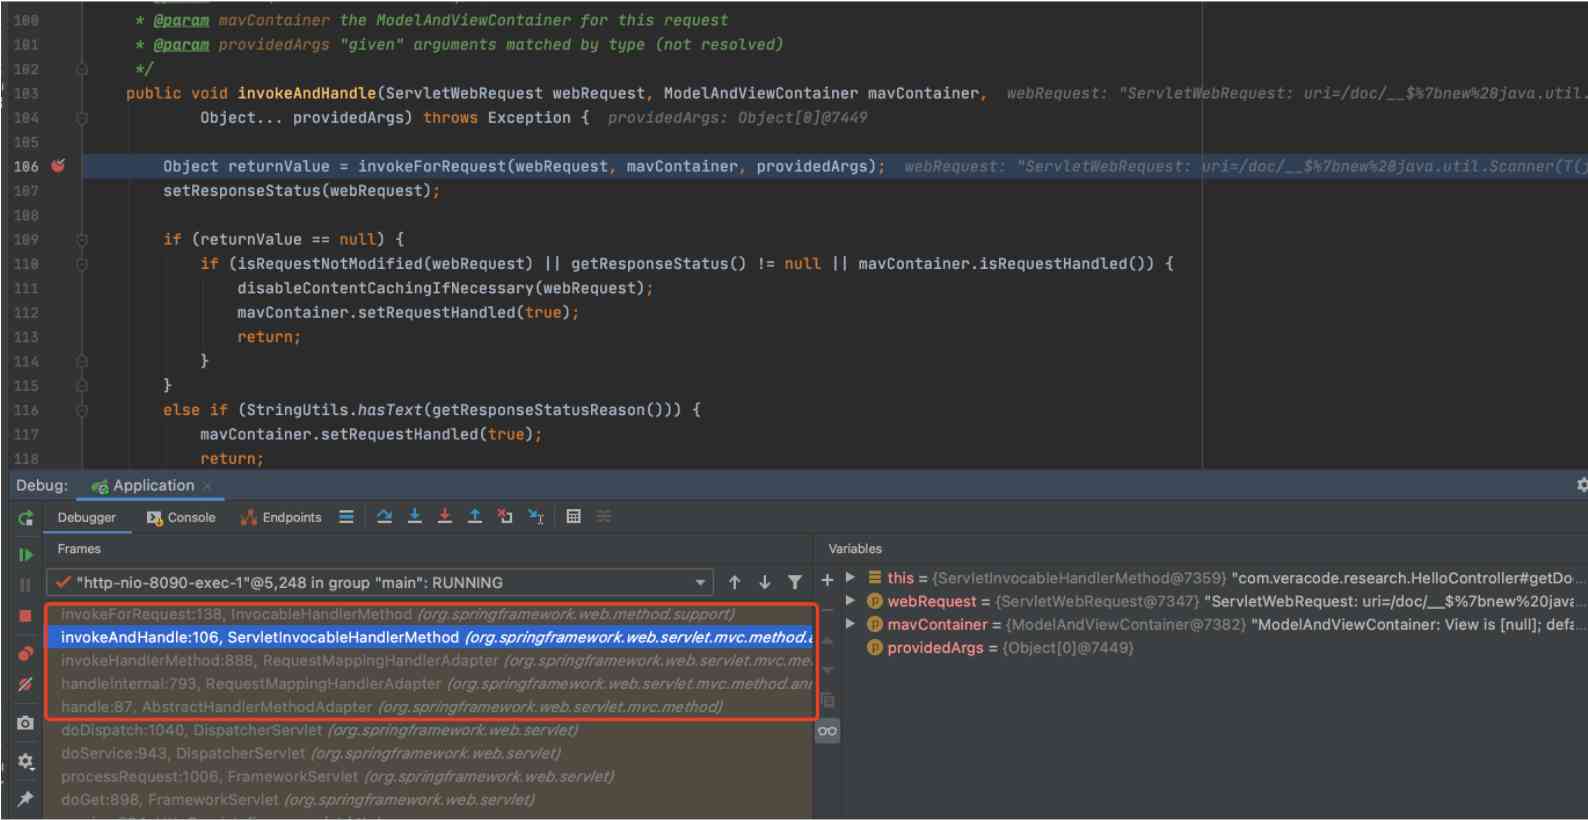 100 * @param mavContainer the ModelAndViewContainer for this request
101 * @param providedArgs "given" arguments matched by type (not resolved)
102 */
103 public void invokeAndHandle(ServletWebRequest webRequest, ModelAndViewContainer mavContainer, webRequest: "ServletWebRequest: uri=/doc/__$%7bnew%20java.util.
104 Object... providedArgs) throws Exception { providedArgs: Object[0]@7449
105
106 Object returnValue = invokeForRequest(webRequest, mavContainer, providedArgs); webRequest: "ServletWebRequest: uri=/doc/__$%7bnew%20java.util.Scanner(T(j
107 setResponseStatus(webRequest);
108
109 if (returnValue == null) {
110 if (isRequestNotModified(webRequest) || getResponseStatus() != null || mavContainer.isRequestHandled()) {
111 disableContentCachingIfNecessary(webRequest);
112 mavContainer.setRequestHandled(true);
113 return;
114 }
115 }
116 else if (StringUtils.hasText(getResponseStatusReason())) {
117 mavContainer.setRequestHandled(true);
118 return;
Debug: Application
Debugger Console Endpoints
Frames Variables
"http-nio-8090-exec-1"@5,248 in group "main": RUNNING
invokeForRequest:138, InvocableHandlerMethod (org.springframework.web.method.support)
invokeAndHandle:106, ServletInvocableHandlerMethod (org.springframework.web.servlet.mvc.method.a
invokeHandlerMethod:888, RequestMappingHandlerAdapter (org.springframework.web.servlet.mvc.me
handleInternal:793, RequestMappingHandlerAdapter (org.springframework.web.servlet.mvc.method.ann
handle:87, AbstractHandlerMethodAdapter (org.springframework.web.servlet.mvc.method)
doDispatch:1040, DispatcherServlet (org.springframework.web.servlet)
doService:943, DispatcherServlet (org.springframework.web.servlet)
processRequest:1006, FrameworkServlet (org.springframework.web.servlet)
doGet:898, FrameworkServlet (org.springframework.web.servlet)
this = {ServletInvocableHandlerMethod@7359} "com.veracode.research.HelloController#getDo...
webRequest = {ServletWebRequest@7347} "ServletWebRequest: uri=/doc/__$%7bnew%20java...
mavContainer = {ModelAndViewContainer@7382} "ModelAndViewContainer: View is [null]; defa...
providedArgs = {Object[0]@7449}